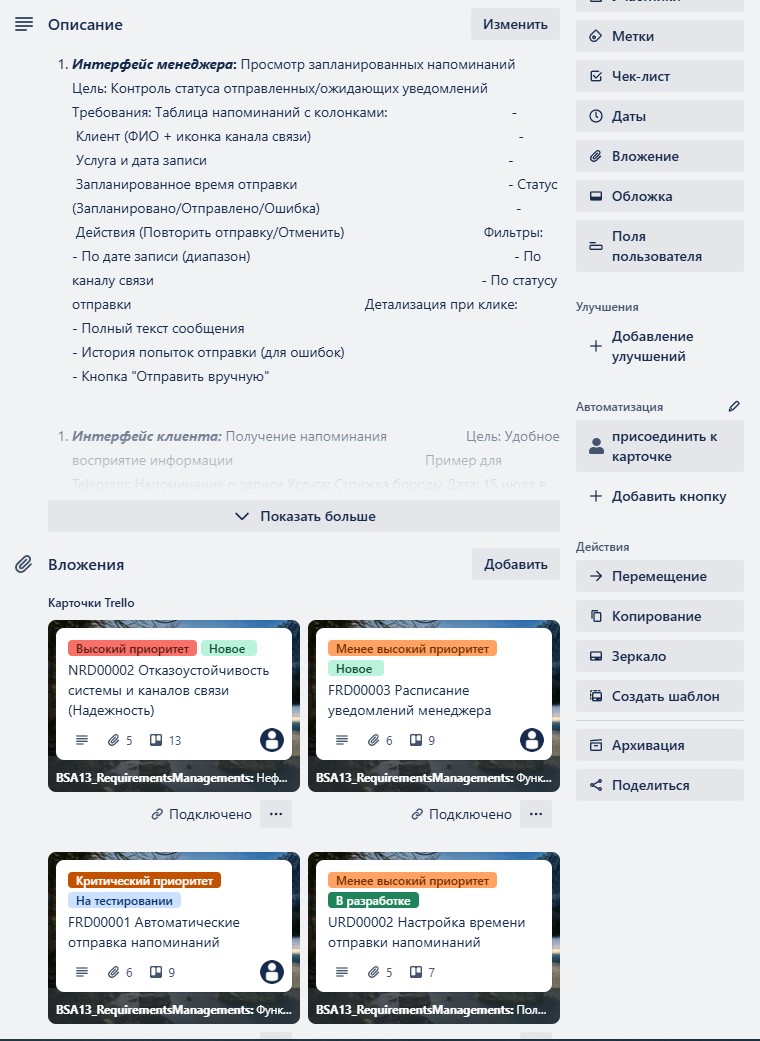 Описание
Изменить
1. Интерфейс менеджера: Просмотр запланированных напоминаний
Цель: Контроль статуса отправленных/ожидающих уведомлений
Требования: Таблица напоминаний с колонками: -
Клиент (ФИО + иконка канала связи) -
Услуга и дата записи -
Запланированное время отправки - Статус
(Запланировано/Отправлено/Ошибка) -
Действия (Повторить отправку/Отменить) Фильтры:
- По дате записи (диапазон) - По
каналу связи - По статусу
отправки Детализация при клике:
- Полный текст сообщения
- История попыток отправки (для ошибок)
- Кнопка "Отправить вручную"
1. Интерфейс клиента: Получение напоминания Цель: Удобное
восприятие информации Пример для
Telegram: Напоминание о записи Услуга: Стрижка бороды Дата: 15 июля в
Показать больше
Вложения
Добавить
Карточки Trello
Высокий приоритет Новое
NRD00002 Отказоустойчивость
системы и каналов связи
(Надежность)
5 13
BSA13_RequirementsManagements: Неф...
Подключено
Менее высокий приоритет
Новое
FRD00003 Расписание
уведомлений менеджера
6 9
BSA13_RequirementsManagements: Функ...
Подключено
Критический приоритет
На тестировании
FRD00001 Автоматические
отправка напоминаний
6 9
BSA13_RequirementsManagements: Функ...
Менее высокий приоритет
В разработке
URD00002 Настройка времени
отправки напоминаний
5 7
BSA13_RequirementsManagements: Пол...
Метки
Чек-лист
Даты
Вложение
Обложка
Поля
пользователя
Улучшения
Добавление
улучшений
Автоматизация
присоединить к
карточке
Добавить кнопку
Действия
Перемещение
Копирование
Зеркало
Создать шаблон
Архивация
Поделиться